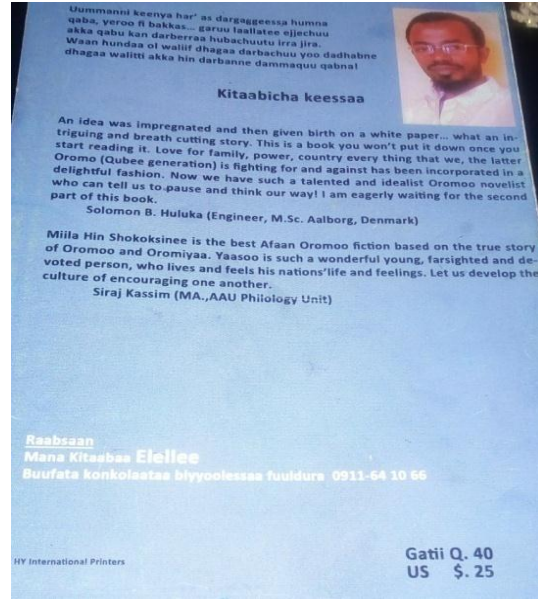 Uummanni keenya har' as dargaggeessa humna
qaba, yeroo fi bakkas... garuu laallatee ejjechuu
akka qabu kan darberraa hubachuutu irra jira.
Waan hundaa ol waliif dhagaa darbachuu yoo dadhabne
dhagaa walitti akka hin darbanne dammaquu qabna!
Kitaabicha keessaa
An idea was impregnated and then given birth on a white paper... what an in-
triguing and breath cutting story. This is a book you won't put it down once you
start reading it. Love for family, power, country every thing that we, the latter
Oromo (Qubee generation) is fighting for and against has been incorporated in a
delightful fashion. Now we have such a talented and idealist Oromoo novelist
who can tell us to pause and think our way! I am eagerly waiting for the second
part of this book.
Solomon B. Huluka (Engineer, M.Sc. Aalborg, Denmark)
Miila Hin Shokoksinee is the best Afaan Oromoo fiction based on the true story
of Oromoo and Oromiyaa. Yaasoo is such a wonderful young, farsighted and de-
voted person, who lives and feels his nations'life and feelings. Let us develop the
culture of encouraging one another.
Siraj Kassim (MA.,AAU Philology Unit)
Raabsaan
Mana Kitaabaa Elellee
Buufata konkolaataa biyyoolessaa fuuldura 0911-64 10 66
HY International Printers
Gatii Q. 40
US $. 25